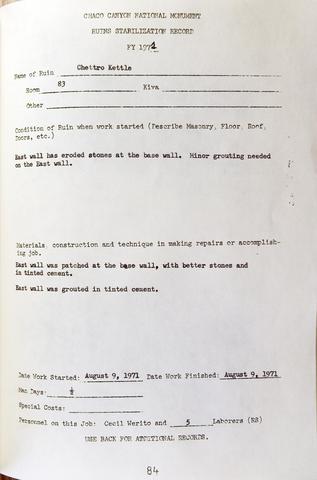 CHACO CANYON NATIONAL MONUMENT
RUINS STABILIZATION RECORD
FY 1972
Name of Ruin Chettro Kettle
Room 83 Kiva
Other
Condition of Ruin when work started (Describe Masonry, Floor, Roof,
Doors, etc.)
East wall has eroded stones at the base wall. Minor grouting needed
on the East wall.
Materials, construction and technique in making repairs or accomplish-
ing job.
East wall was patched at the base wall, with better stones and
in tinted cement.
East wall was grouted in tinted cement.
Date Work Started: August 9, 1971 Date Work Finished: August 9, 1971
Man Days: ½
Special Costs:
Personnel on this Job: Cecil Werito and 5 Laborers (RS)
USE BACK FOR ADDITIONAL RECORDS.
84